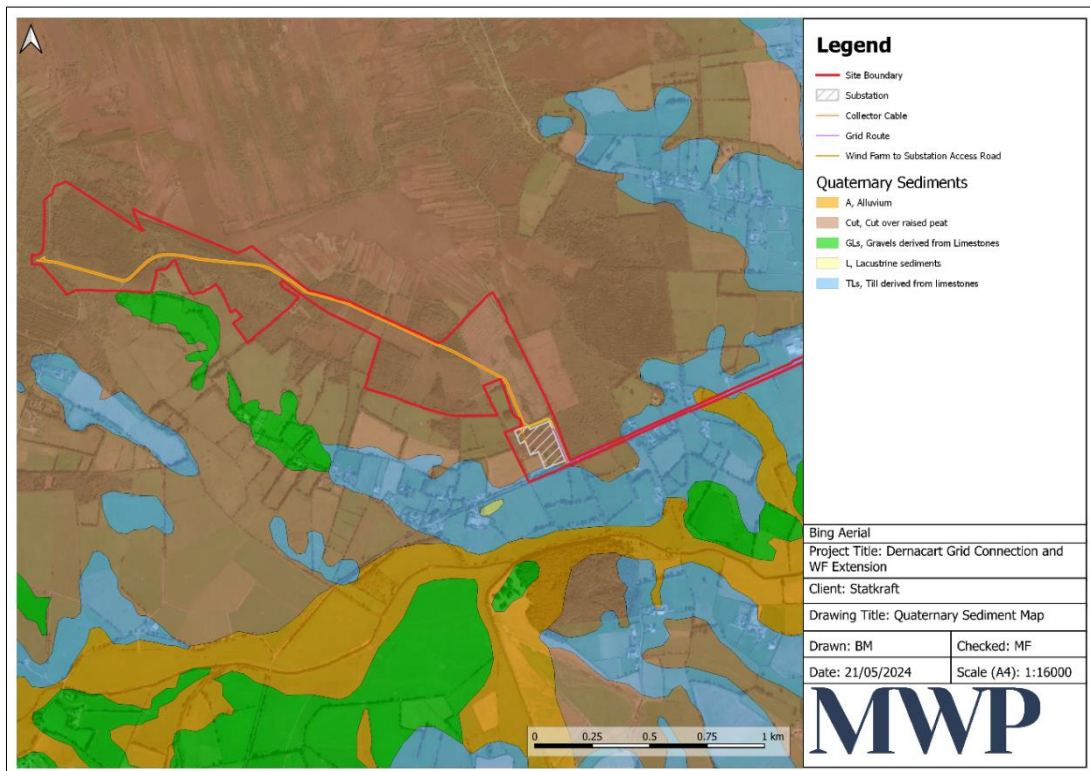 Legend
Site Boundary
Substation
Collector Cable
Grid Route
Wind Farm to Substation Access Road
Quaternary Sediments
A, Alluvium
Cut, Cut over raised peat
GLs, Gravels derived from Limestones
L, Lacustrine sediments
TLs, Till derived from limestones
Bing Aerial
Project Title: Dernacart Grid Connection and
WF Extension
Client: Statkraft
Drawing Title: Quaternary Sediment Map
Drawn: BM
Checked: MF
Date: 21/05/2024
Scale (A4): 1:16000
MWP
0 0.25 0.5 0.75 1 km